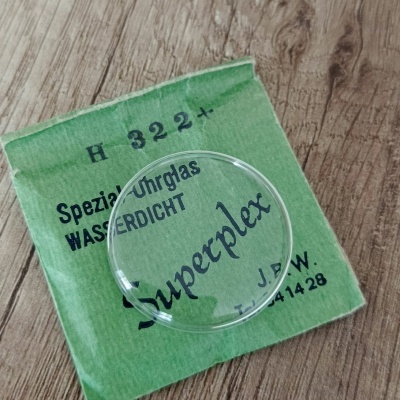 H 322+
Spezial-Uhrglas
WASSERDICHT
Superplex
J.B.W.